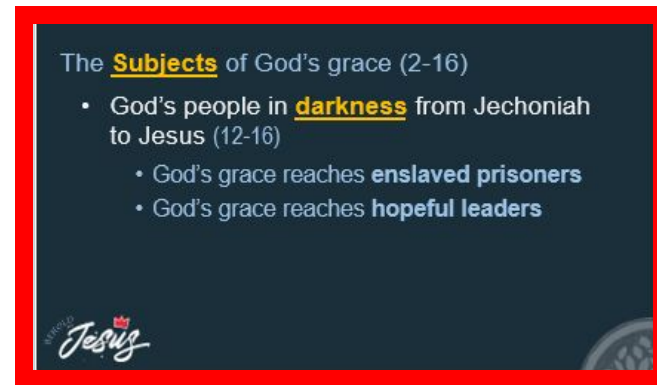 The Subjects of God's grace (2-16)
• God's people in darkness from Jechoniah
to Jesus (12-16)
• God's grace reaches enslaved prisoners
• God's grace reaches hopeful leaders
BEHOLD
Jesus